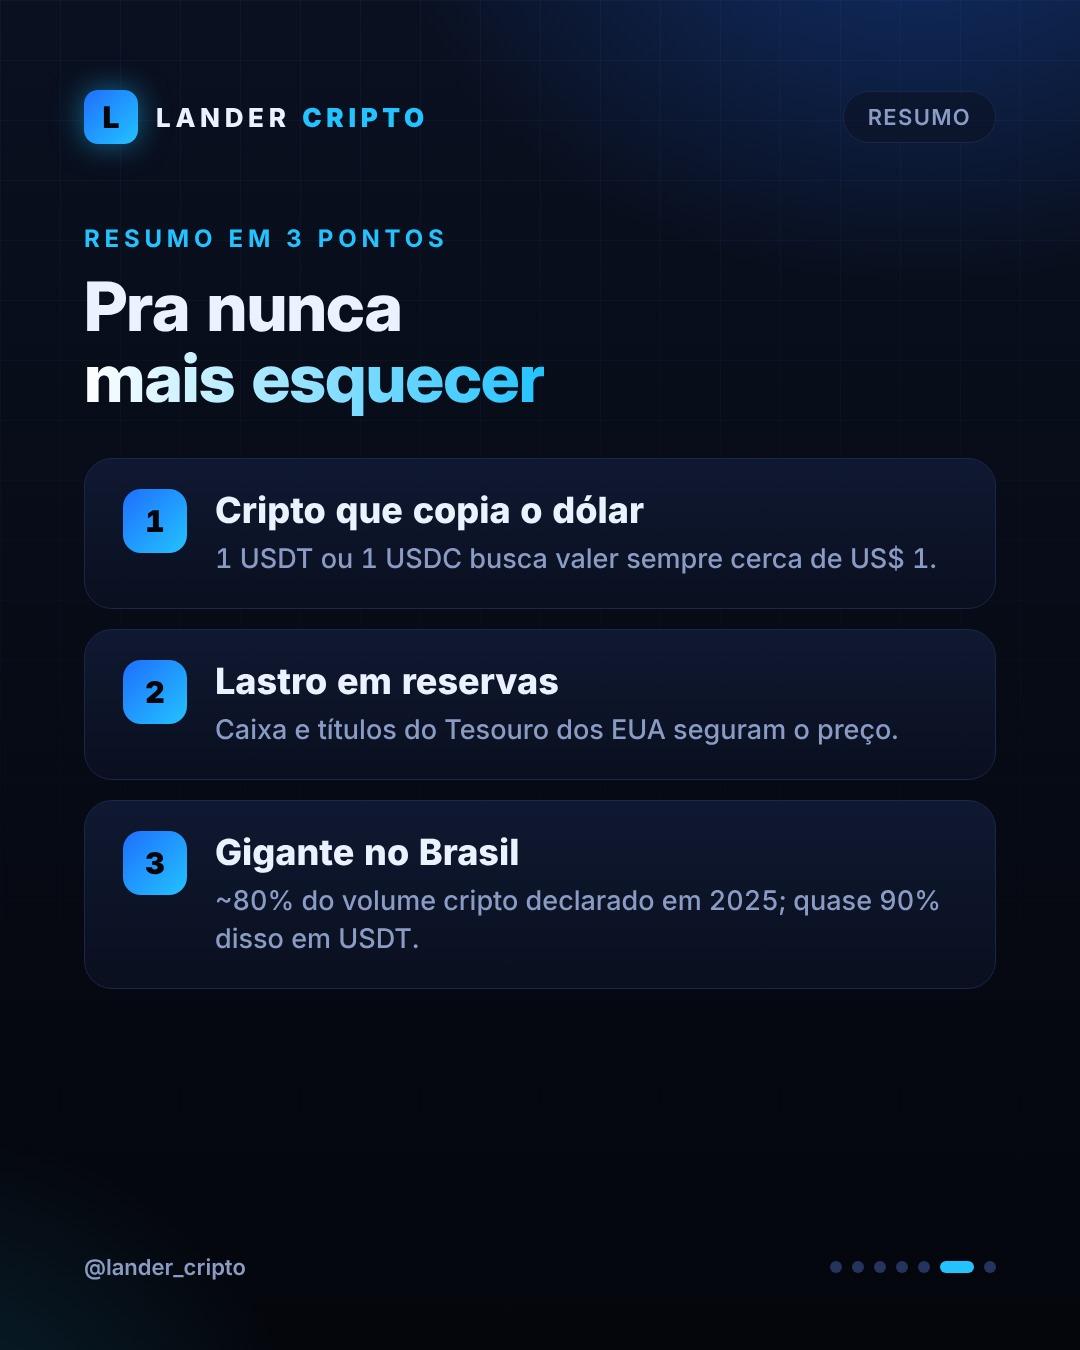 L LANDER CRIPTO
RESUMO
RESUMO EM 3 PONTOS
Pra nunca
mais esquecer
1
Cripto que copia o dólar
1 USDT ou 1 USDC busca valer sempre cerca de US$ 1.
2
Lastro em reservas
Caixa e títulos do Tesouro dos EUA seguram o preço.
3
Gigante no Brasil
~80% do volume cripto declarado em 2025; quase 90%
disso em USDT.
@lander_cripto